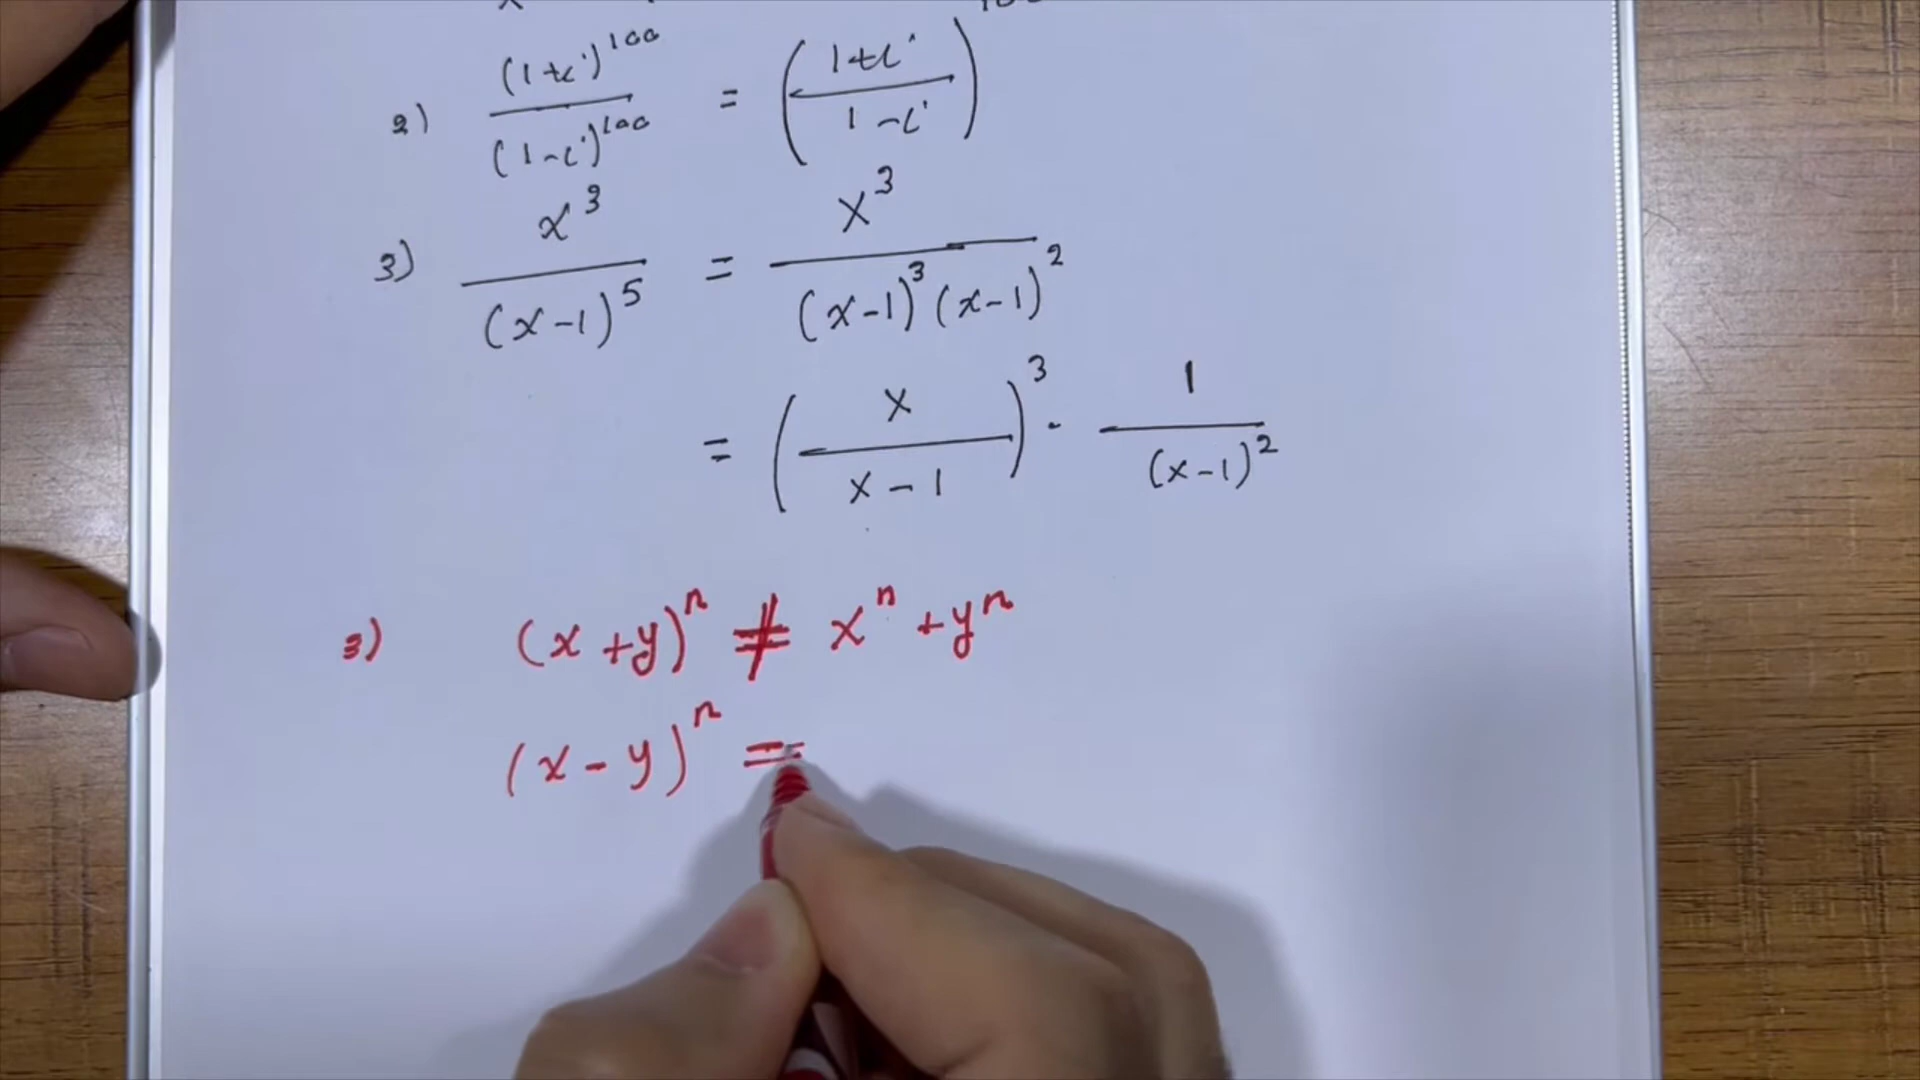 2) (1+i)^100 / (1-i)^100 = ((1+i)/(1-i))^100
3) x^3 / (x-1)^5 = x^3 / ((x-1)^3 (x-1)^2)
= (x/(x-1))^3 · 1/(x-1)^2
3) (x+y)^n ≠ x^n + y^n
(x-y)^n =